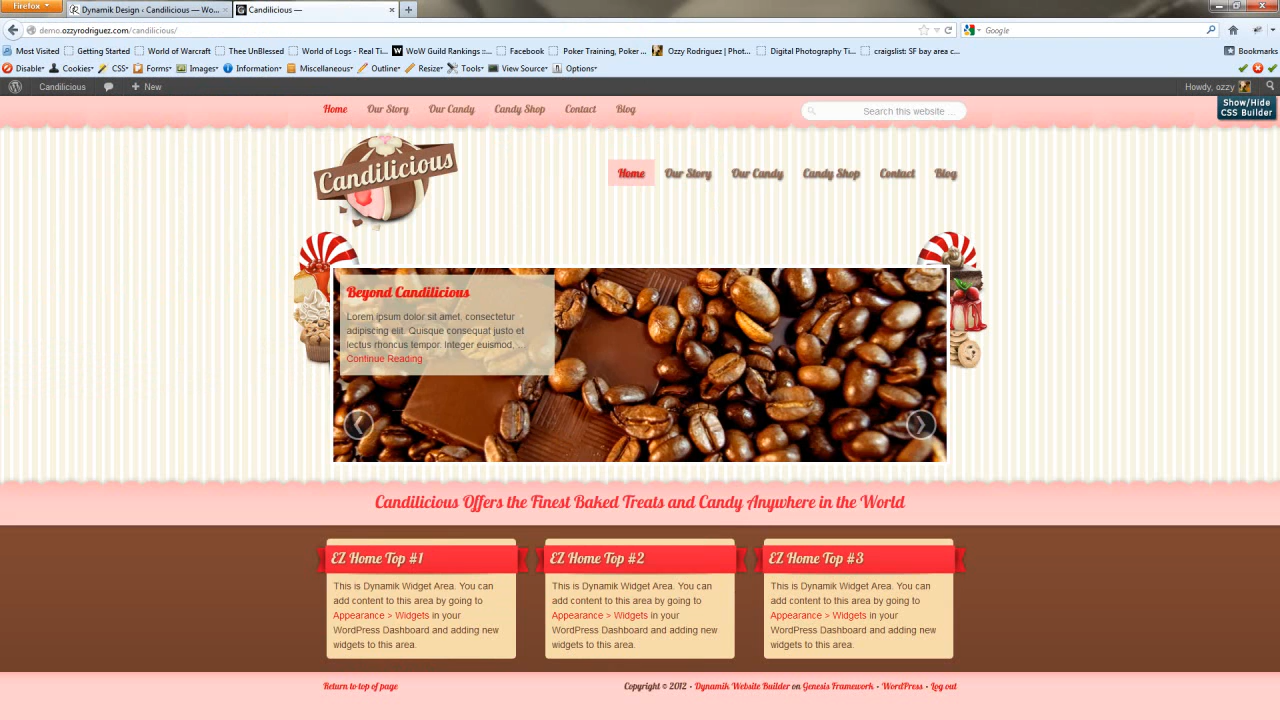 Firefox
Dynamik Design ‹ Candilicious — Wo...
Candilicious —
demo.ozzyrodriguez.com/candilicious/
Google
Most Visited Getting Started World of Warcraft Thee UnBlessed World of Logs - Real Ti... WoW Guild Rankings ::... Facebook Poker Training, Poker ... Ozzy Rodriguez | Phot... Digital Photography Ti... craigslist: SF bay area c... Bookmarks
Disable Cookies CSS Forms Images Information Miscellaneous Outline Resize Tools View Source Options
Candilicious + New Howdy, ozzy
Home Our Story Our Candy Candy Shop Contact Blog
Search this website ...
Show/Hide
CSS Builder
Candilicious
Home Our Story Our Candy Candy Shop Contact Blog
Beyond Candilicious
Lorem ipsum dolor sit amet, consectetur
adipiscing elit. Quisque consequat justo et
lectus rhoncus tempor. Integer euismod, ...
Continue Reading
Candilicious Offers the Finest Baked Treats and Candy Anywhere in the World
EZ Home Top #1
This is Dynamik Widget Area. You can
add content to this area by going to
Appearance > Widgets in your
WordPress Dashboard and adding new
widgets to this area.
EZ Home Top #2
This is Dynamik Widget Area. You can
add content to this area by going to
Appearance > Widgets in your
WordPress Dashboard and adding new
widgets to this area.
EZ Home Top #3
This is Dynamik Widget Area. You can
add content to this area by going to
Appearance > Widgets in your
WordPress Dashboard and adding new
widgets to this area.
Return to top of page
Copyright © 2012 · Dynamik Website Builder on Genesis Framework · WordPress · Log out